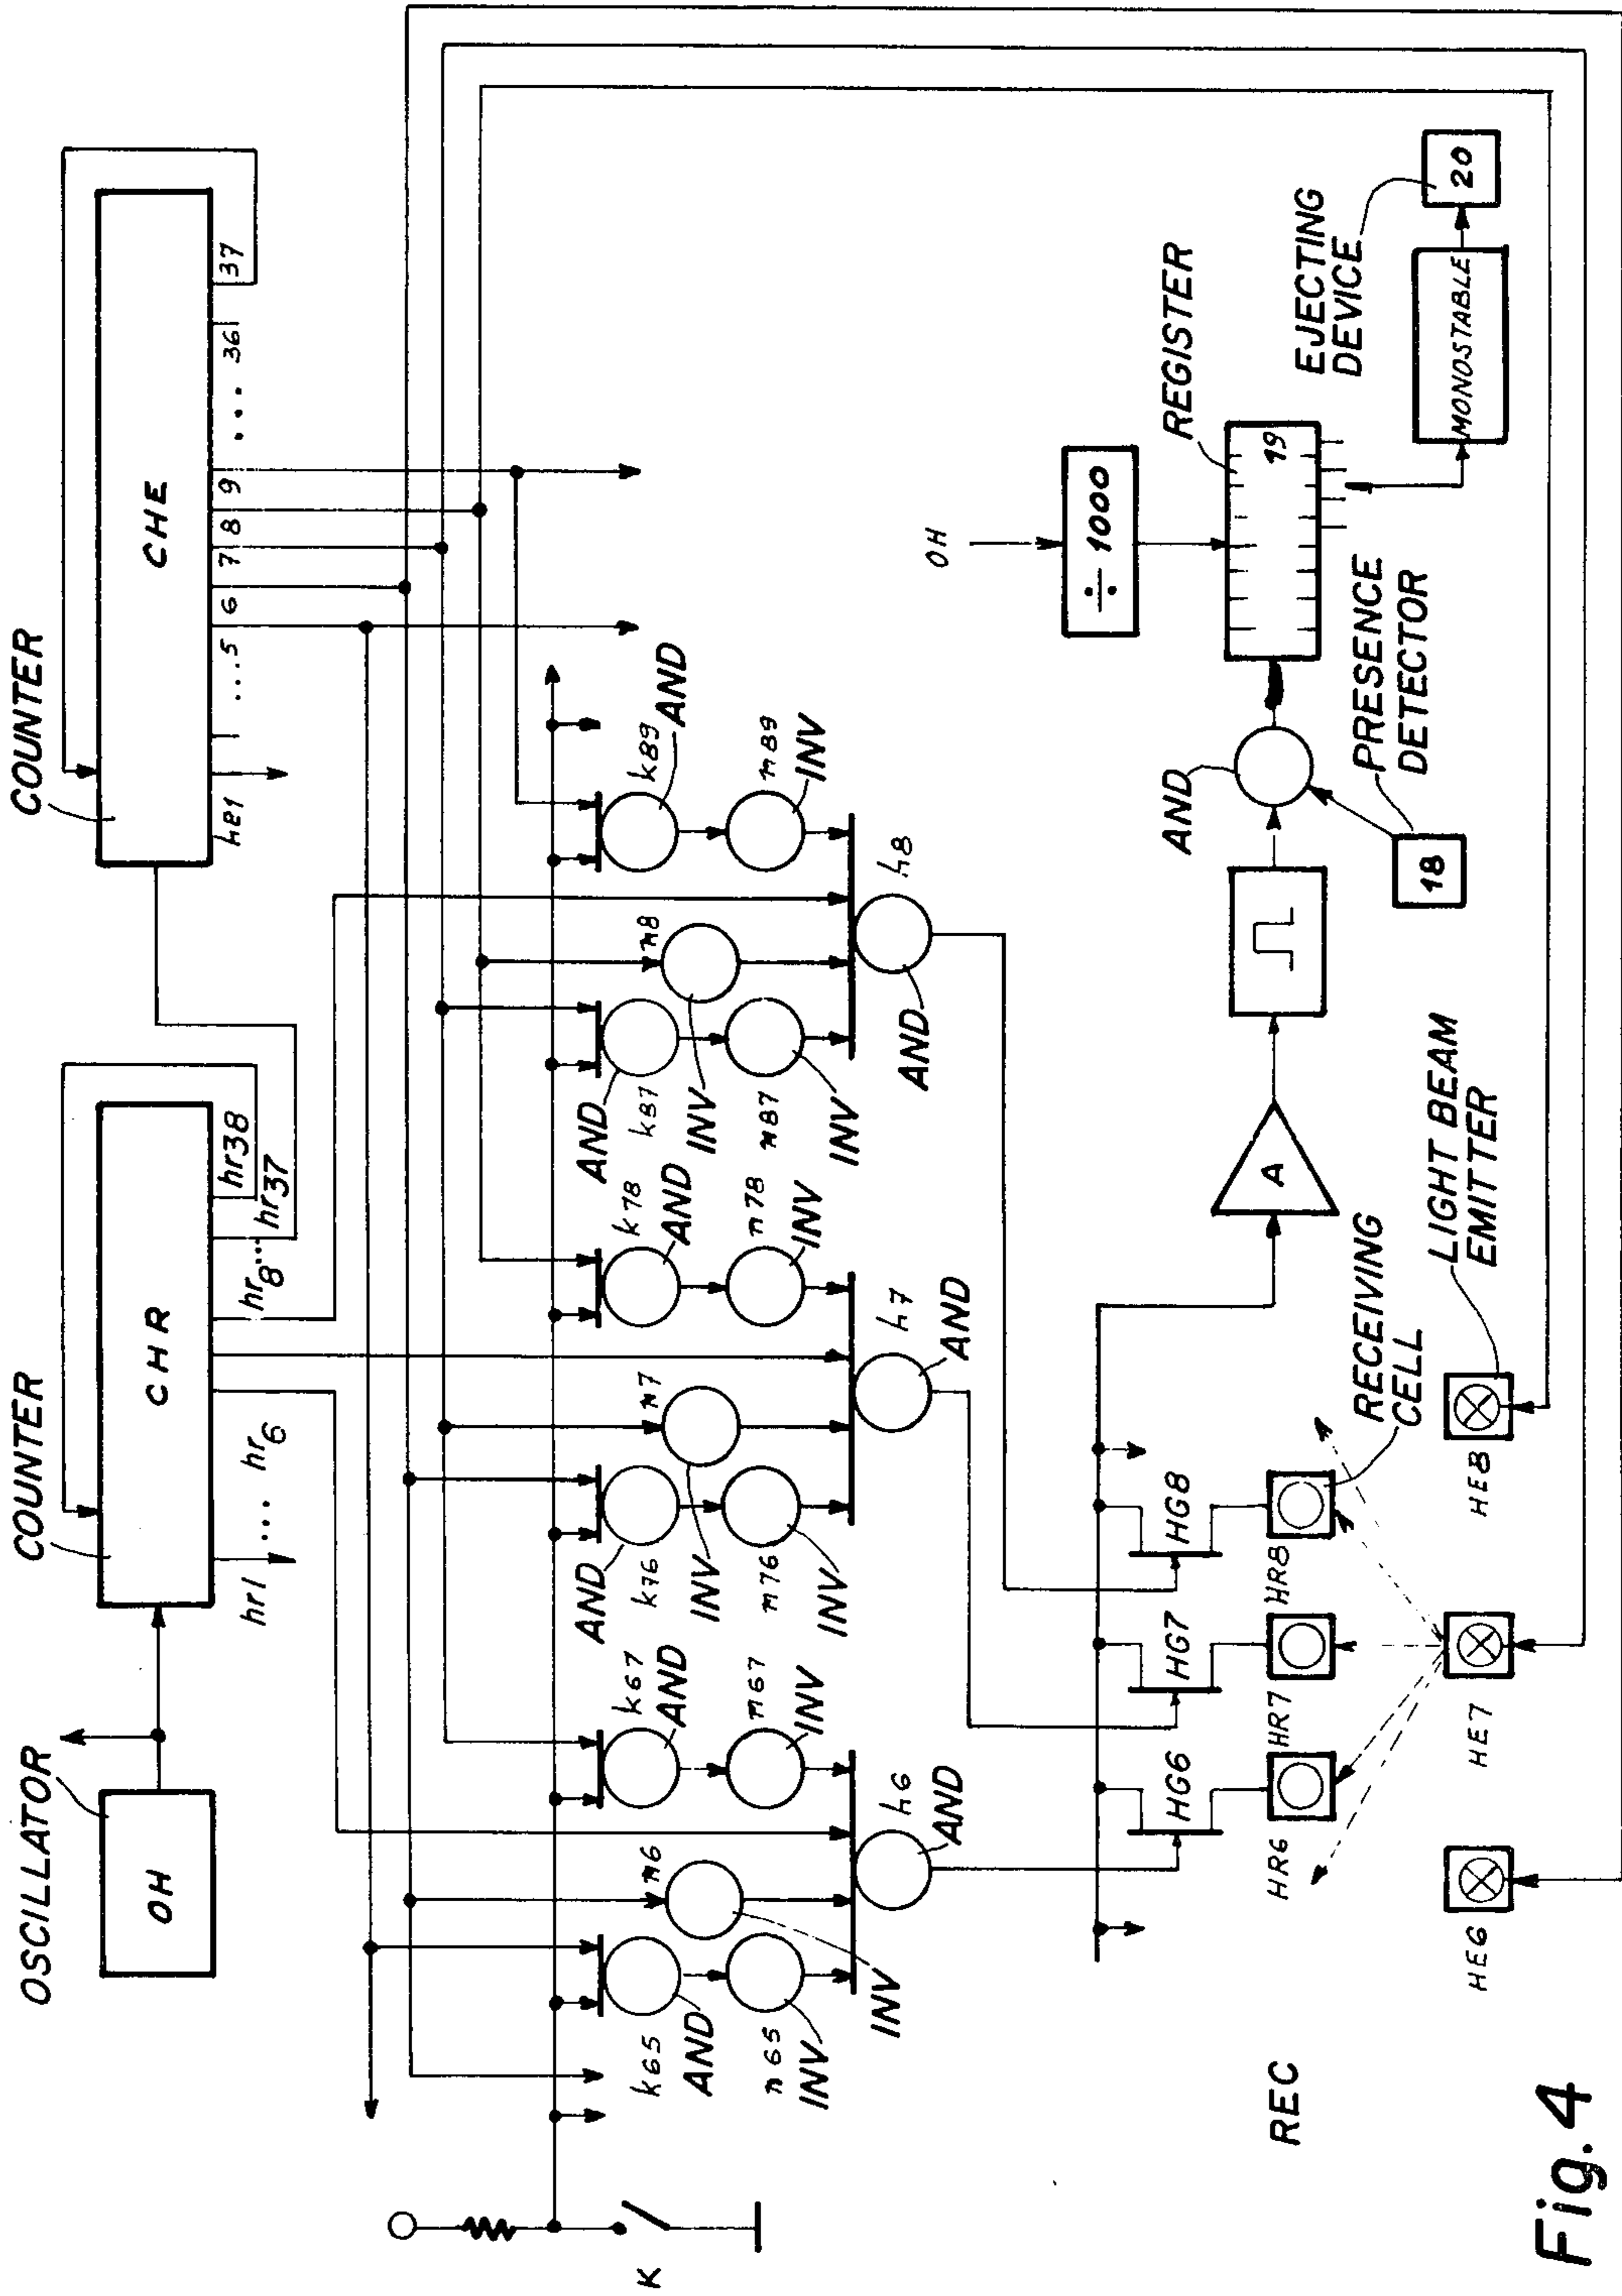 COUNTER
COUNTER
OSCILLATOR
OH
CHR
CHE
hr1 ... hr6
hr8 ... hr37
hr38
he1
...5 6 7 8 9 ... 36 37
k65
AND
n65
INV
n6
INV
k67
AND
n67
INV
h6
AND
AND
k76
n7
INV
n76
INV
k78
AND
n78
INV
h7
AND
AND
k87
n8
INV
n87
INV
k89
AND
n89
INV
h8
AND
K
OH
÷ 1000
REGISTER
19
EJECTING
DEVICE
20
MONOSTABLE
AND
PRESENCE
DETECTOR
18
A
HG6
HG7
HG8
HR6
HR7
HR8
RECEIVING
CELL
LIGHT BEAM
EMITTER
HE6
HE7
HE8
REC
Fig. 4